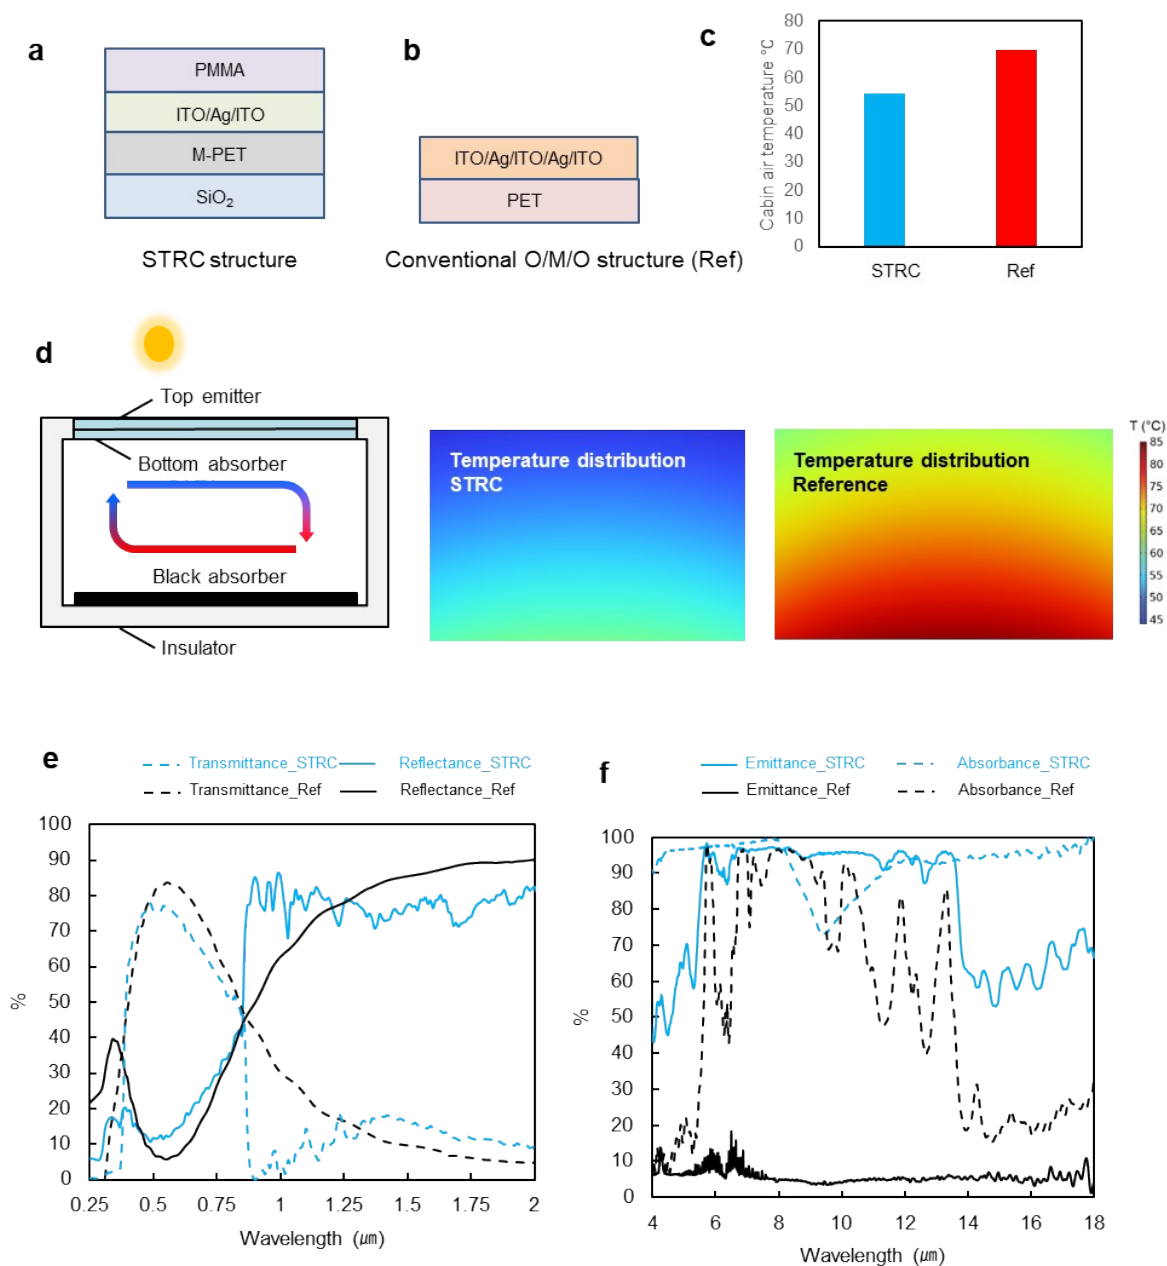 a
PMMA
ITO/Ag/ITO
M-PET
SiO₂
STRC structure
b
ITO/Ag/ITO/Ag/ITO
PET
Conventional O/M/O structure (Ref)
c
Cabin air temperature °C
80
70
60
50
40
30
20
10
0
STRC
Ref
d
Top emitter
Bottom absorber
Black absorber
Insulator
Temperature distribution
STRC
Temperature distribution
Reference
T (°C)
85
80
75
70
65
60
55
50
45
e
Transmittance_STRC
Reflectance_STRC
Transmittance_Ref
Reflectance_Ref
%
100
90
80
70
60
50
40
30
20
10
0
0.25
0.5
0.75
1
1.25
1.5
1.75
2
Wavelength (㎛)
f
Emittance_STRC
Absorbance_STRC
Emittance_Ref
Absorbance_Ref
%
100
90
80
70
60
50
40
30
20
10
0
4
6
8
10
12
14
16
18
Wavelength (㎛)